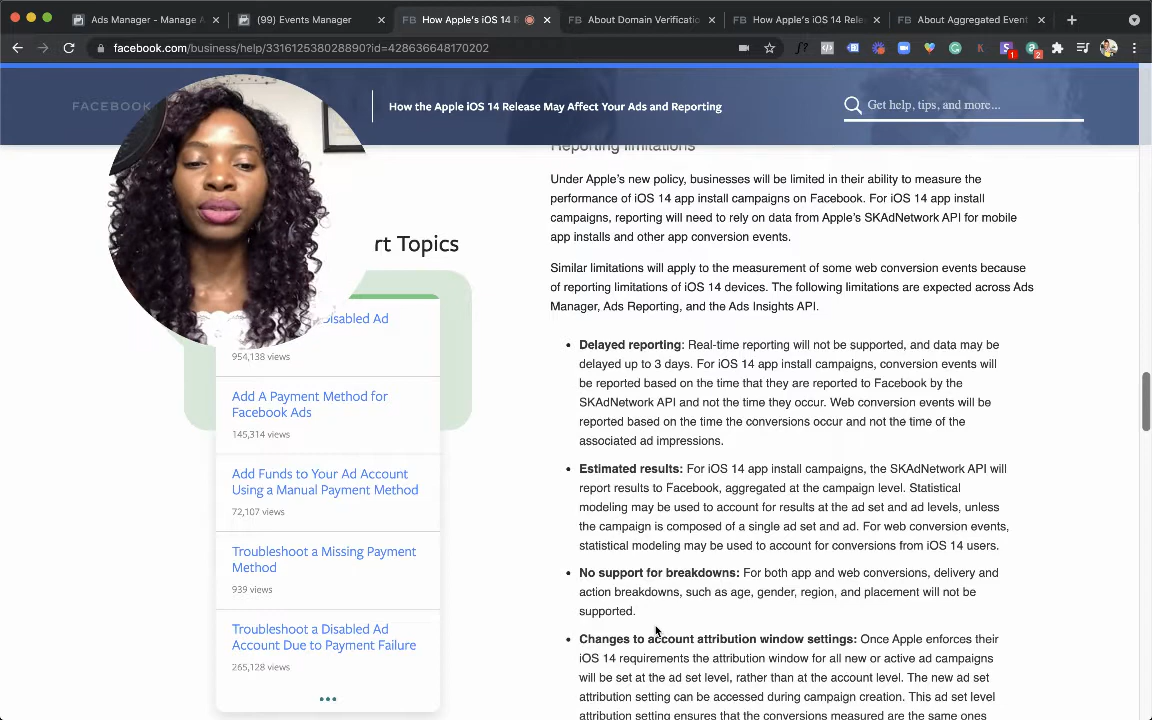 Ads Manager - Manage A
(99) Events Manager
How Apple's iOS 14 R
About Domain Verificatio
How Apple's iOS 14 Rele
About Aggregated Event
facebook.com/business/help/331612538028890?id=428636648170202
FACEBOOK
How the Apple iOS 14 Release May Affect Your Ads and Reporting
Get help, tips, and more...
rt Topics
isabled Ad
954,138 views
Add A Payment Method for
Facebook Ads
145,314 views
Add Funds to Your Ad Account
Using a Manual Payment Method
72,107 views
Troubleshoot a Missing Payment
Method
939 views
Troubleshoot a Disabled Ad
Account Due to Payment Failure
265,128 views
Reporting limitations
Under Apple's new policy, businesses will be limited in their ability to measure the
performance of iOS 14 app install campaigns on Facebook. For iOS 14 app install
campaigns, reporting will need to rely on data from Apple's SKAdNetwork API for mobile
app installs and other app conversion events.
Similar limitations will apply to the measurement of some web conversion events because
of reporting limitations of iOS 14 devices. The following limitations are expected across Ads
Manager, Ads Reporting, and the Ads Insights API.
• Delayed reporting: Real-time reporting will not be supported, and data may be
delayed up to 3 days. For iOS 14 app install campaigns, conversion events will
be reported based on the time that they are reported to Facebook by the
SKAdNetwork API and not the time they occur. Web conversion events will be
reported based on the time the conversions occur and not the time of the
associated ad impressions.
• Estimated results: For iOS 14 app install campaigns, the SKAdNetwork API will
report results to Facebook, aggregated at the campaign level. Statistical
modeling may be used to account for results at the ad set and ad levels, unless
the campaign is composed of a single ad set and ad. For web conversion events,
statistical modeling may be used to account for conversions from iOS 14 users.
• No support for breakdowns: For both app and web conversions, delivery and
action breakdowns, such as age, gender, region, and placement will not be
supported.
• Changes to account attribution window settings: Once Apple enforces their
iOS 14 requirements the attribution window for all new or active ad campaigns
will be set at the ad set level, rather than at the account level. The new ad set
attribution setting can be accessed during campaign creation. This ad set level
attribution setting ensures that the conversions measured are the same ones